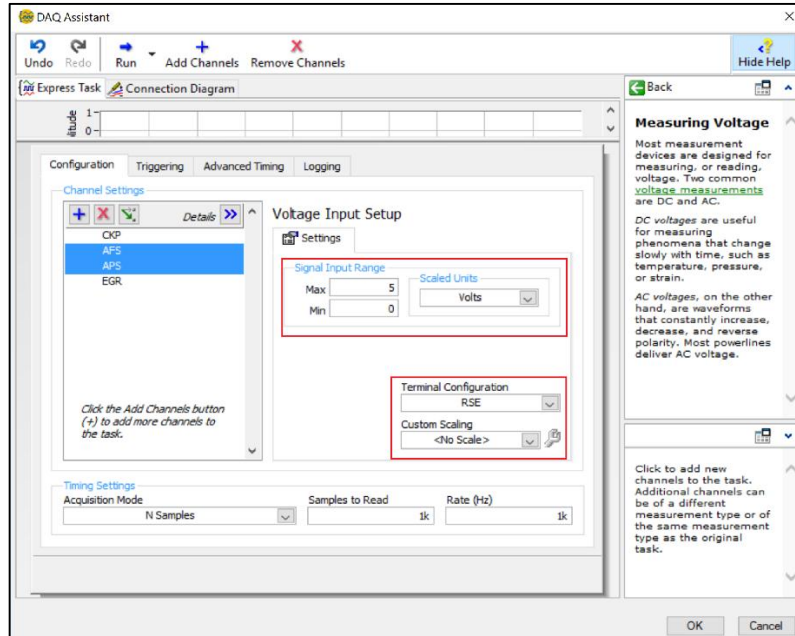 DAQ Assistant
Undo Redo Run Add Channels Remove Channels Hide Help
Express Task Connection Diagram
1
0
Configuration Triggering Advanced Timing Logging
Channel Settings
Details
CKP
AFS
APS
EGR
Click the Add Channels button
(+) to add more channels to
the task.
Voltage Input Setup
Settings
Signal Input Range
Max 5
Min 0
Scaled Units
Volts
Terminal Configuration
RSE
Custom Scaling
<No Scale>
Timing Settings
Acquisition Mode Samples to Read Rate (Hz)
N Samples 1k 1k
Back
Measuring Voltage
Most measurement
devices are designed for
measuring, or reading,
voltage. Two common
voltage measurements
are DC and AC.
DC voltages are useful
for measuring
phenomena that change
slowly with time, such as
temperature, pressure,
or strain.
AC voltages, on the other
hand, are waveforms
that constantly increase,
decrease, and reverse
polarity. Most powerlines
deliver AC voltage.
Click to add new
channels to the task.
Additional channels can
be of a different
measurement type or of
the same measurement
type as the original
task.
OK Cancel